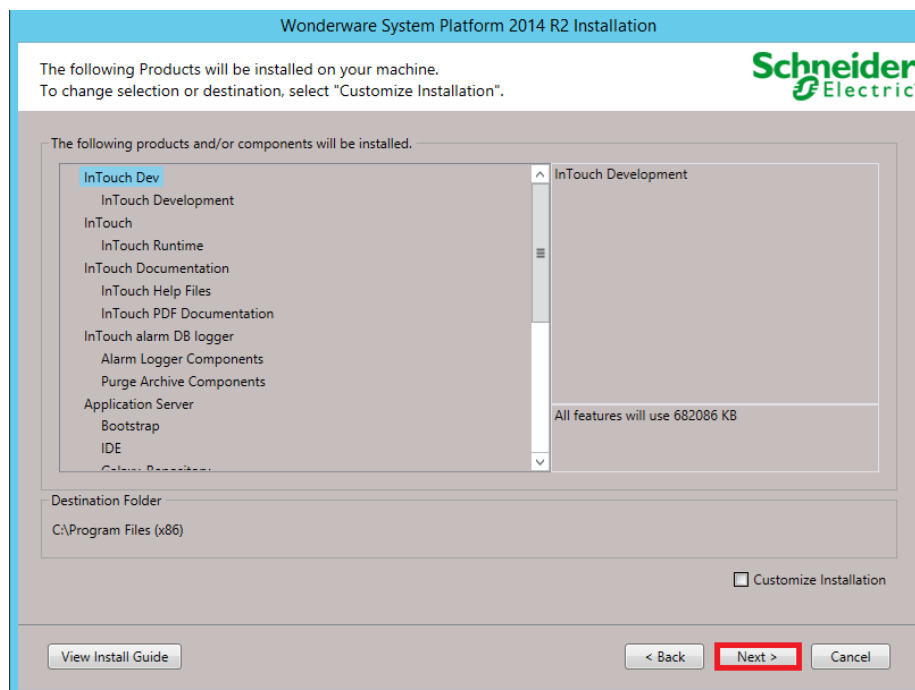 Wonderware System Platform 2014 R2 Installation
The following Products will be installed on your machine.
To change selection or destination, select "Customize Installation".
Schneider
Electric
The following products and/or components will be installed.
InTouch Dev
InTouch Development
InTouch
InTouch Runtime
InTouch Documentation
InTouch Help Files
InTouch PDF Documentation
InTouch alarm DB logger
Alarm Logger Components
Purge Archive Components
Application Server
Bootstrap
IDE
Galaxy Repository
InTouch Development
All features will use 682086 KB
Destination Folder
C:\Program Files (x86)
Customize Installation
View Install Guide
< Back
Next >
Cancel